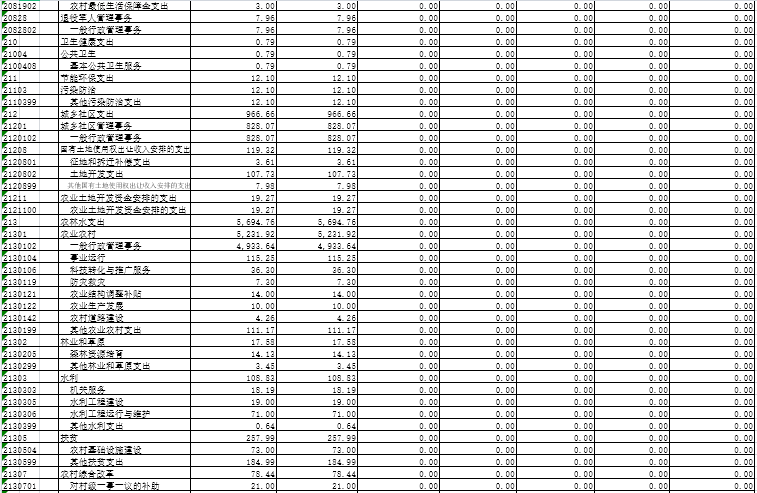 2081902 农村最低生活保障金支出 3.00 3.00 0.00 0.00 0.00 0.00 0.00
20828 退役军人管理事务 7.96 7.96 0.00 0.00 0.00 0.00 0.00
2082802 一般行政管理事务 7.96 7.96 0.00 0.00 0.00 0.00 0.00
210 卫生健康支出 0.79 0.79 0.00 0.00 0.00 0.00 0.00
21004 公共卫生 0.79 0.79 0.00 0.00 0.00 0.00 0.00
2100408 基本公共卫生服务 0.79 0.79 0.00 0.00 0.00 0.00 0.00
211 节能环保支出 12.10 12.10 0.00 0.00 0.00 0.00 0.00
21103 污染防治 12.10 12.10 0.00 0.00 0.00 0.00 0.00
2110399 其他污染防治支出 12.10 12.10 0.00 0.00 0.00 0.00 0.00
212 城乡社区支出 966.66 966.66 0.00 0.00 0.00 0.00 0.00
21201 城乡社区管理事务 828.07 828.07 0.00 0.00 0.00 0.00 0.00
2120102 一般行政管理事务 828.07 828.07 0.00 0.00 0.00 0.00 0.00
21208 国有土地使用权出让收入安排的支出 119.32 119.32 0.00 0.00 0.00 0.00 0.00
2120801 征地和拆迁补偿支出 3.61 3.61 0.00 0.00 0.00 0.00 0.00
2120802 土地开发支出 107.73 107.73 0.00 0.00 0.00 0.00 0.00
2120899 其他国有土地使用权出让收入安排的支出 7.98 7.98 0.00 0.00 0.00 0.00 0.00
21211 农业土地开发资金安排的支出 19.27 19.27 0.00 0.00 0.00 0.00 0.00
2121100 农业土地开发资金安排的支出 19.27 19.27 0.00 0.00 0.00 0.00 0.00
213 农林水支出 5,694.76 5,694.76 0.00 0.00 0.00 0.00 0.00
21301 农业农村 5,231.92 5,231.92 0.00 0.00 0.00 0.00 0.00
2130102 一般行政管理事务 4,933.64 4,933.64 0.00 0.00 0.00 0.00 0.00
2130104 事业运行 115.25 115.25 0.00 0.00 0.00 0.00 0.00
2130106 科技转化与推广服务 36.30 36.30 0.00 0.00 0.00 0.00 0.00
2130119 防灾救灾 7.30 7.30 0.00 0.00 0.00 0.00 0.00
2130121 农业结构调整补贴 14.00 14.00 0.00 0.00 0.00 0.00 0.00
2130122 农业生产发展 10.00 10.00 0.00 0.00 0.00 0.00 0.00
2130142 农村道路建设 4.26 4.26 0.00 0.00 0.00 0.00 0.00
2130199 其他农业农村支出 111.17 111.17 0.00 0.00 0.00 0.00 0.00
21302 林业和草原 17.58 17.58 0.00 0.00 0.00 0.00 0.00
2130205 森林资源培育 14.13 14.13 0.00 0.00 0.00 0.00 0.00
2130299 其他林业和草原支出 3.45 3.45 0.00 0.00 0.00 0.00 0.00
21303 水利 108.83 108.83 0.00 0.00 0.00 0.00 0.00
2130303 机关服务 18.19 18.19 0.00 0.00 0.00 0.00 0.00
2130305 水利工程建设 19.00 19.00 0.00 0.00 0.00 0.00 0.00
2130306 水利工程运行与维护 71.00 71.00 0.00 0.00 0.00 0.00 0.00
2130399 其他水利支出 0.64 0.64 0.00 0.00 0.00 0.00 0.00
21305 扶贫 257.99 257.99 0.00 0.00 0.00 0.00 0.00
2130504 农村基础设施建设 73.00 73.00 0.00 0.00 0.00 0.00 0.00
2130599 其他扶贫支出 184.99 184.99 0.00 0.00 0.00 0.00 0.00
21307 农村综合改革 78.44 78.44 0.00 0.00 0.00 0.00 0.00
2130701 对村级一事一议的补助 21.00 21.00 0.00 0.00 0.00 0.00 0.00